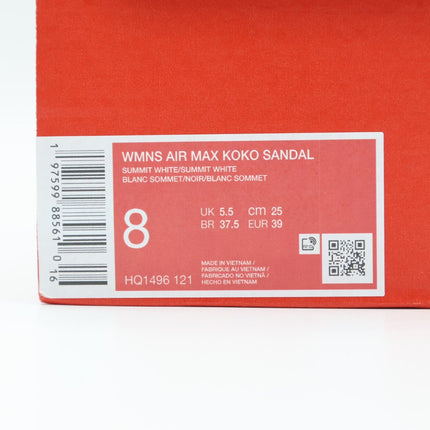 WMNS AIR MAX KOKO SANDAL
SUMMIT WHITE/SUMMIT WHITE
BLANC SOMMET/NOIR/BLANC SOMMET
8
UK 5.5 cm 25
BR 37.5 EUR 39
HQ1496 121
MADE IN VIETNAM /
FABRIQUE AU VIETNAM /
FABRICADO NO VIETNÃ /
HECHO EN VIETNAM
1 97599 88561 0 16